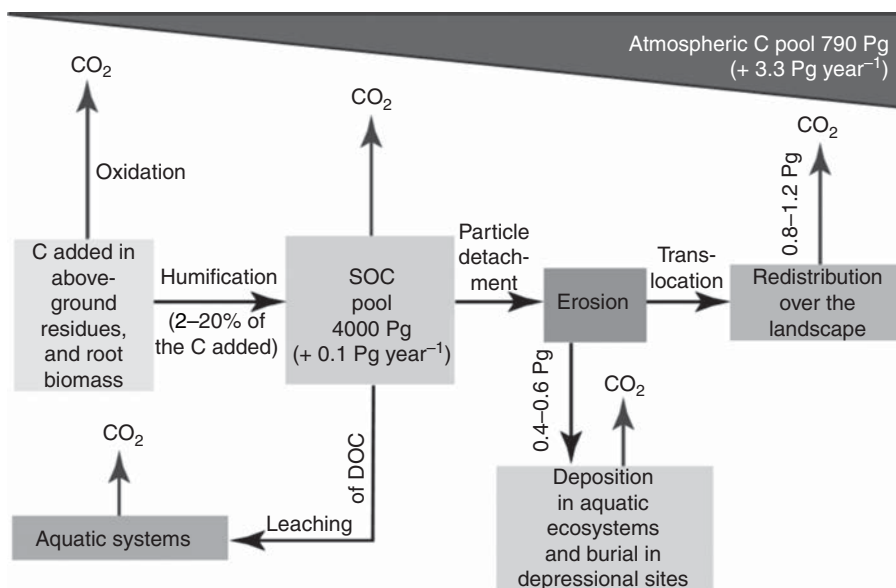 Atmospheric C pool 790 Pg
(+ 3.3 Pg year⁻¹)
CO₂
Oxidation
C added in
above-
ground
residues,
and root
biomass
Humification
(2–20% of
the C added)
CO₂
SOC
pool
4000 Pg
(+ 0.1 Pg year⁻¹)
Particle
detach-
ment
Erosion
Trans-
location
CO₂
0.8–1.2 Pg
Redistribution
over the
landscape
0.4–0.6 Pg
CO₂
Deposition
in aquatic
ecosystems
and burial in
depressional sites
of DOC
Leaching
CO₂
Aquatic systems